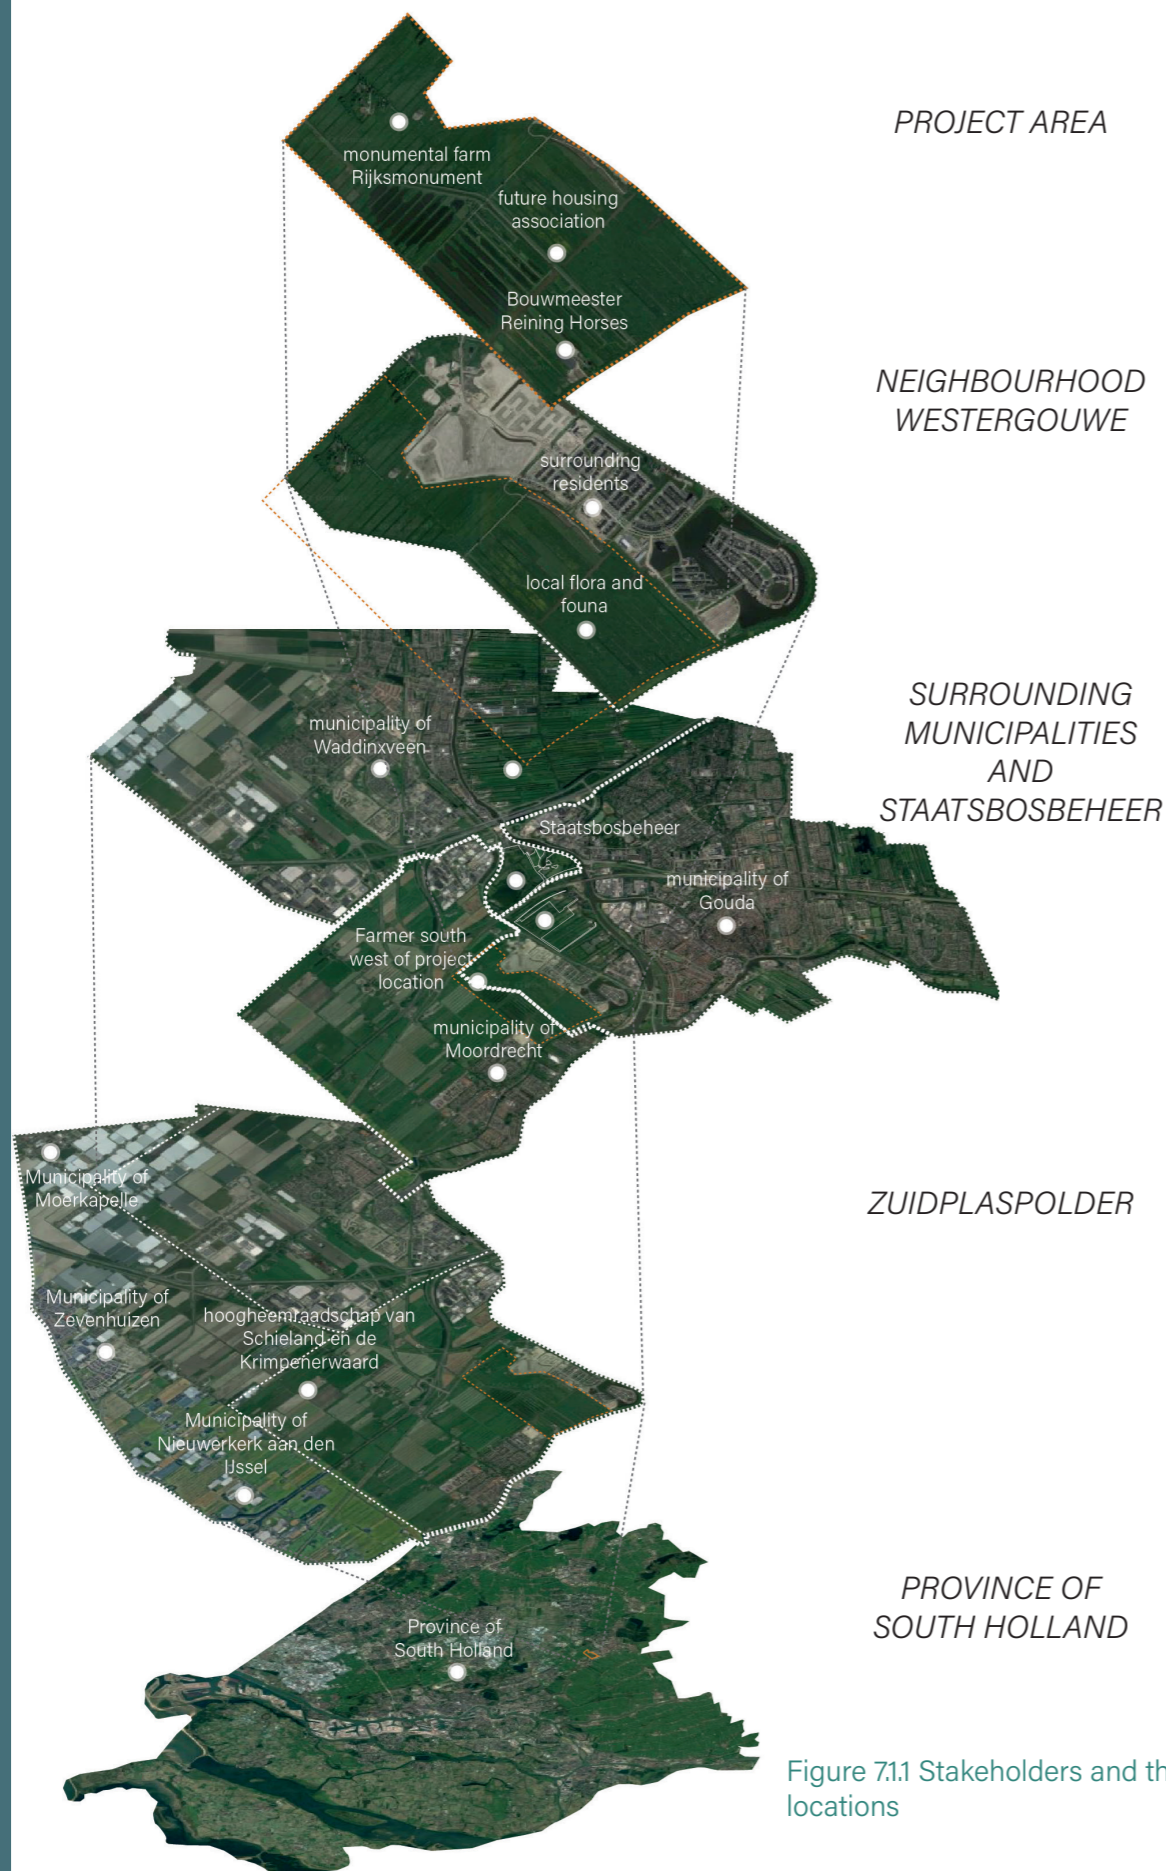 PROJECT AREA
monumental farm
Rijksmonument
future housing
association
Bouwmeester
Reining Horses
NEIGHBOURHOOD
WESTERGOUWE
surrounding
residents
local flora and
founa
SURROUNDING
MUNICIPALITIES
AND
STAATSBOSBEHEER
municipality of
Waddinxveen
Staatsbosbeheer
municipality of
Gouda
Farmer south
west of project
location
municipality of
Moordrecht
ZUIDPLASPOLDER
Municipality of
Moerkapelle
Municipality of
Zevenhuizen
hoogheemraadschap van
Schieland en de
Krimpenerwaard
Municipality of
Nieuwerkerk aan den
IJssel
PROVINCE OF
SOUTH HOLLAND
Province of
South Holland
Figure 7.1.1 Stakeholders and th
locations